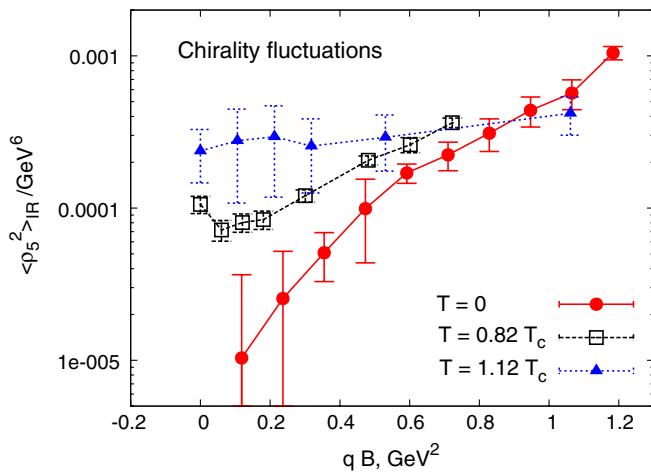 Chirality fluctuations
0.001
0.0001
1e-005
<ρ₅²>IR /GeV⁶
T = 0
T = 0.82 Tc
T = 1.12 Tc
-0.2 0 0.2 0.4 0.6 0.8 1 1.2
q B, GeV²